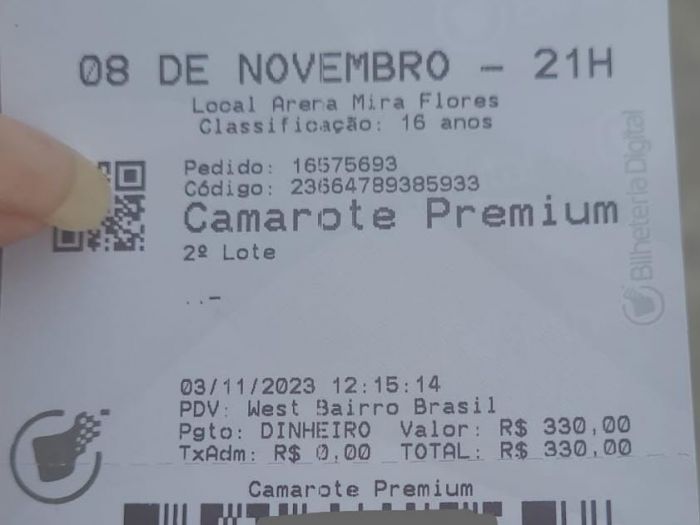 08 DE NOVEMBRO - 21H
Local Arena Mira Flores
Classificação: 16 anos
Pedido: 16575693
Código: 23664789385933
Camarote Premium
2º Lote
..-
Bilheteria Digital
03/11/2023 12:15:14
PDV: West Bairro Brasil
Pgto: DINHEIRO Valor: R$ 330,00
TxAdm: R$ 0,00 TOTAL: R$ 330,00
Camarote Premium